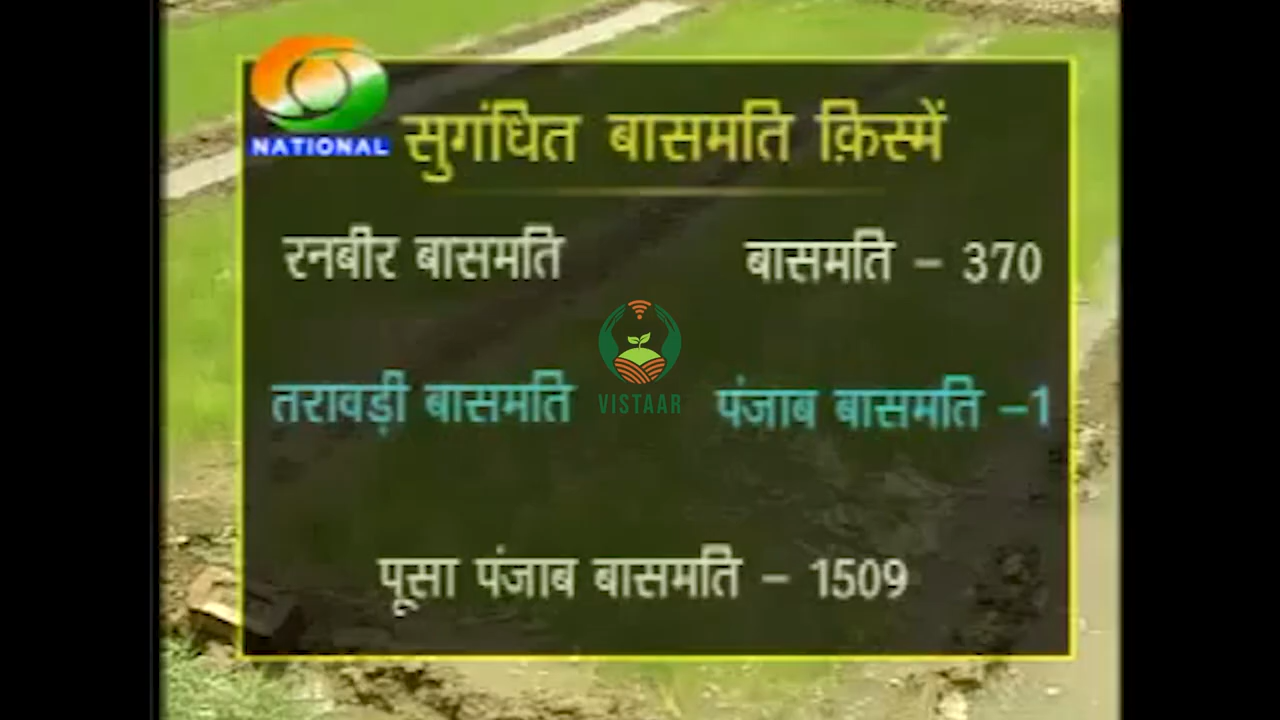 NATIONAL
सुगंधित बासमति क़िस्में
रनबीर बासमति बासमति - 370
VISTAAR
तरावड़ी बासमति पंजाब बासमति -1
पूसा पंजाब बासमति - 1509